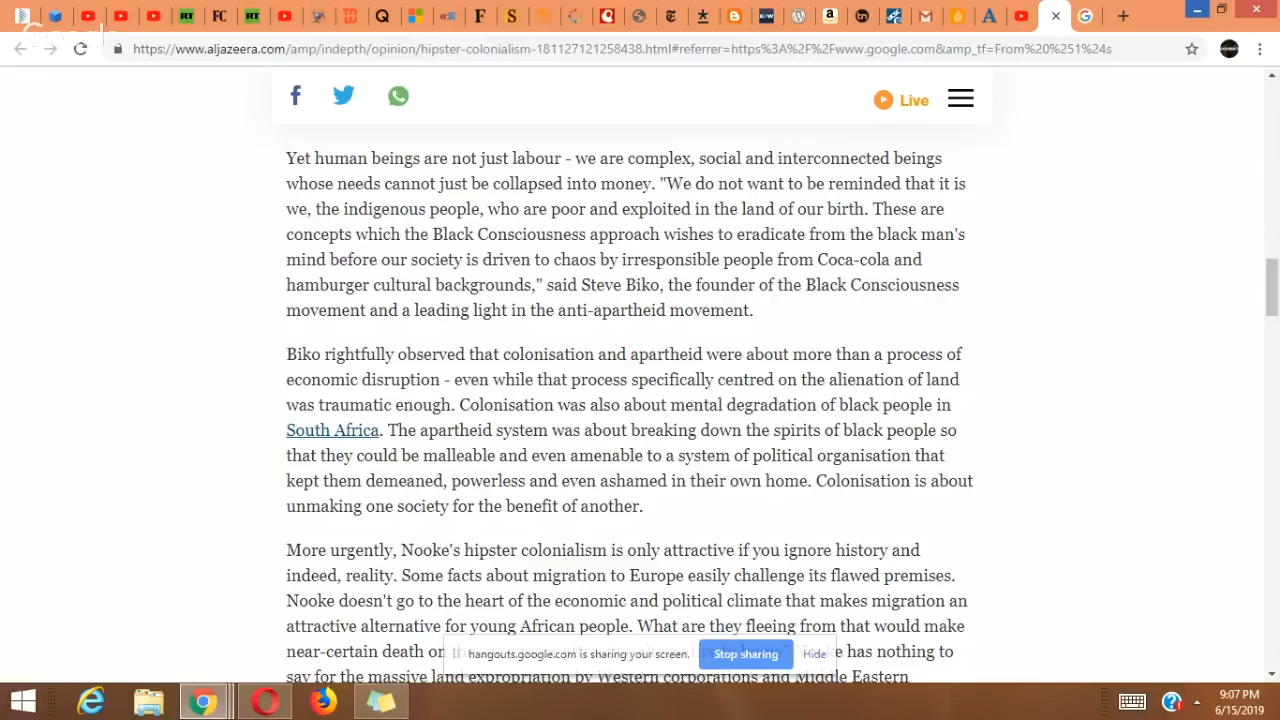 https://www.aljazeera.com/amp/indepth/opinion/hipster-colonialism-181127121258438.html#referrer=https%3A%2F%2Fwww.google.com&amp_tf=From%20%251%24s
Live
Yet human beings are not just labour - we are complex, social and interconnected beings
whose needs cannot just be collapsed into money. "We do not want to be reminded that it is
we, the indigenous people, who are poor and exploited in the land of our birth. These are
concepts which the Black Consciousness approach wishes to eradicate from the black man's
mind before our society is driven to chaos by irresponsible people from Coca-cola and
hamburger cultural backgrounds," said Steve Biko, the founder of the Black Consciousness
movement and a leading light in the anti-apartheid movement.
Biko rightfully observed that colonisation and apartheid were about more than a process of
economic disruption - even while that process specifically centred on the alienation of land
was traumatic enough. Colonisation was also about mental degradation of black people in
South Africa. The apartheid system was about breaking down the spirits of black people so
that they could be malleable and even amenable to a system of political organisation that
kept them demeaned, powerless and even ashamed in their own home. Colonisation is about
unmaking one society for the benefit of another.
More urgently, Nooke's hipster colonialism is only attractive if you ignore history and
indeed, reality. Some facts about migration to Europe easily challenge its flawed premises.
Nooke doesn't go to the heart of the economic and political climate that makes migration an
attractive alternative for young African people. What are they fleeing from that would make
near-certain death on has nothing to
hangouts.google.com is sharing your screen. Stop sharing Hide
say for the massive land expropriation by Western corporations and Middle Eastern
9:07 PM
6/15/2019